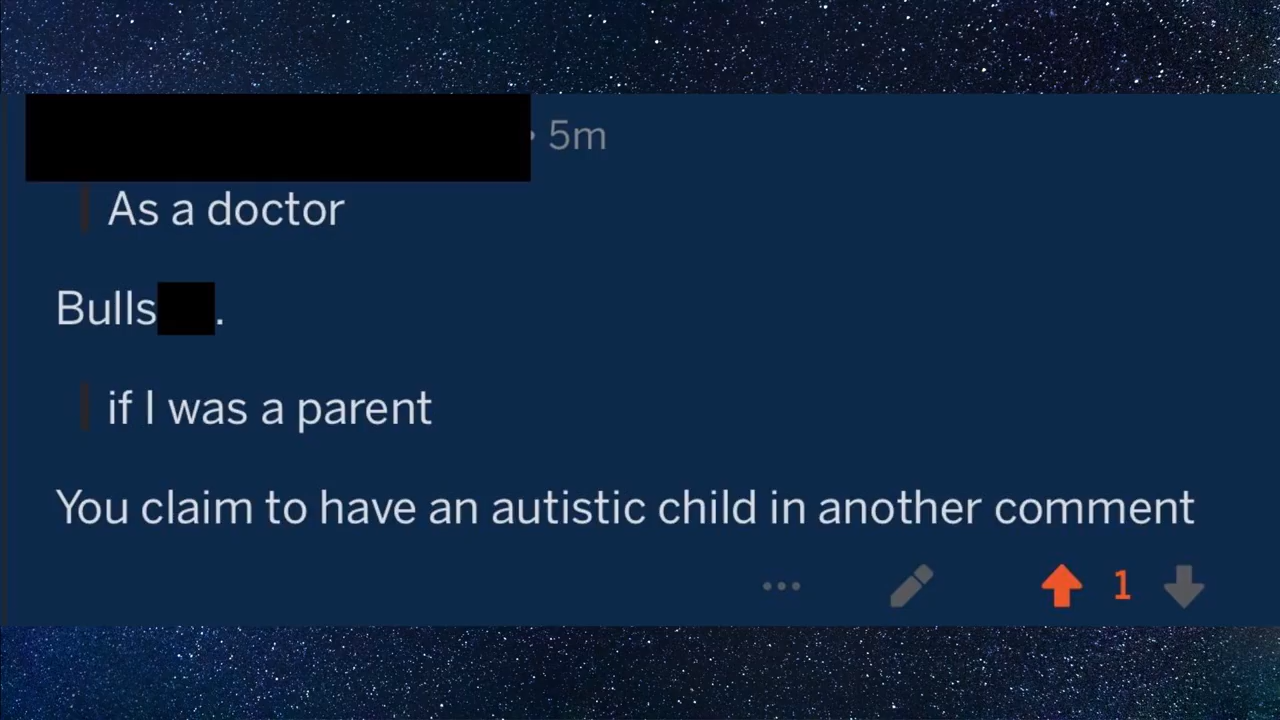 • 5m
As a doctor
Bulls.
if I was a parent
You claim to have an autistic child in another comment
1